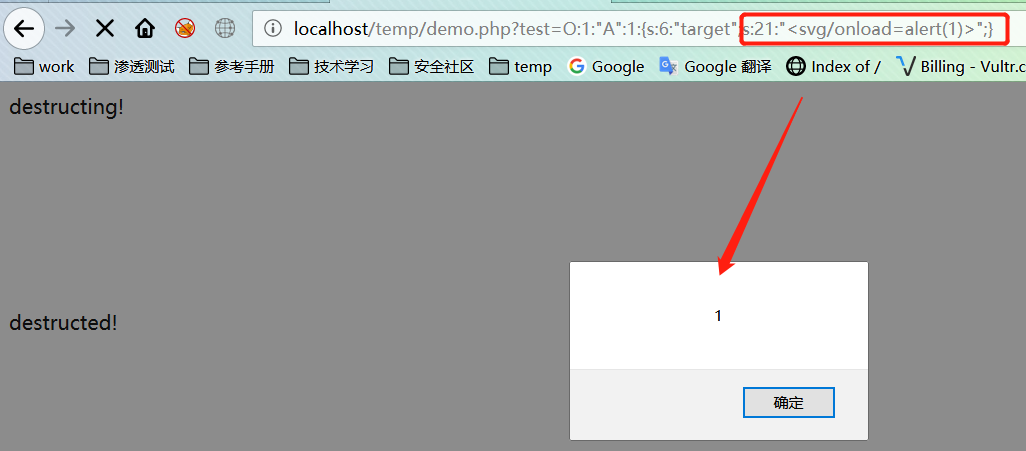 localhost/temp/demo.php?test=O:1:"A":1:{s:6:"target";s:21:"<svg/onload=alert(1)>";}
work 渗透测试 参考手册 技术学习 安全社区 temp Google Google 翻译 Index of / Billing - Vultr.c
destructing!
1
destructed!
确定